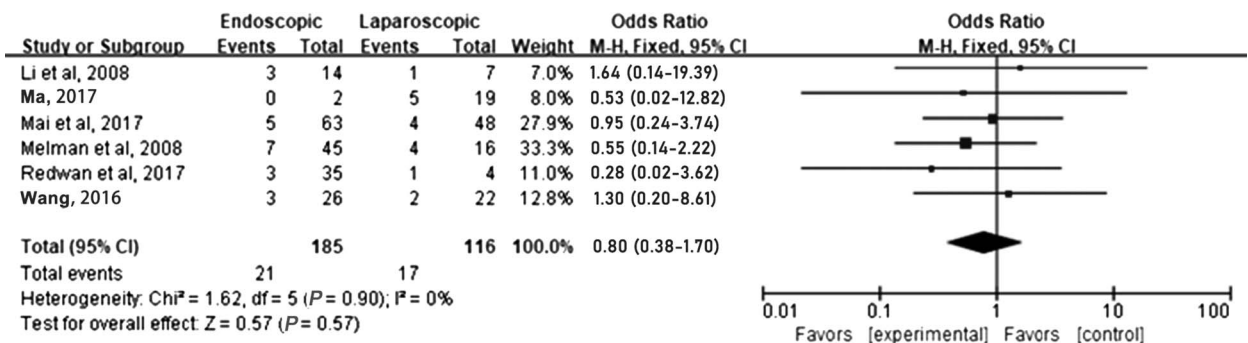 Endoscopic Laparoscopic Odds Ratio Odds Ratio
Study or Subgroup Events Total Events Total Weight M-H, Fixed, 95% CI M-H, Fixed, 95% CI
Li et al, 2008 3 14 1 7 7.0% 1.64 (0.14-19.39)
Ma, 2017 0 2 5 19 8.0% 0.53 (0.02-12.82)
Mai et al, 2017 5 63 4 48 27.9% 0.95 (0.24-3.74)
Melman et al, 2008 7 45 4 16 33.3% 0.55 (0.14-2.22)
Redwan et al, 2017 3 35 1 4 11.0% 0.28 (0.02-3.62)
Wang, 2016 3 26 2 22 12.8% 1.30 (0.20-8.61)
Total (95% CI) 185 116 100.0% 0.80 (0.38-1.70)
Total events 21 17
Heterogeneity: Chi² = 1.62, df = 5 (P = 0.90); I² = 0%
Test for overall effect: Z = 0.57 (P = 0.57)
0.01 0.1 1 10 100
Favors [experimental] Favors [control]